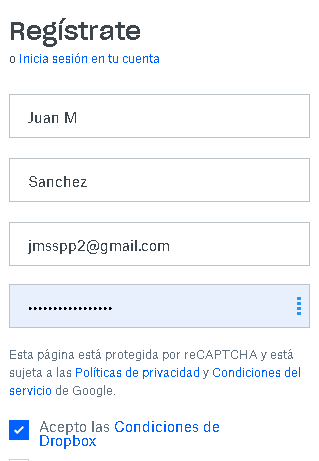 Regístrate
o Inicia sesión en tu cuenta
Juan M
Sanchez
jmsspp2@gmail.com
•••••••••••••••••
Esta página está protegida por reCAPTCHA y está
sujeta a las Políticas de privacidad y Condiciones del
servicio de Google.
Acepto las Condiciones de
Dropbox